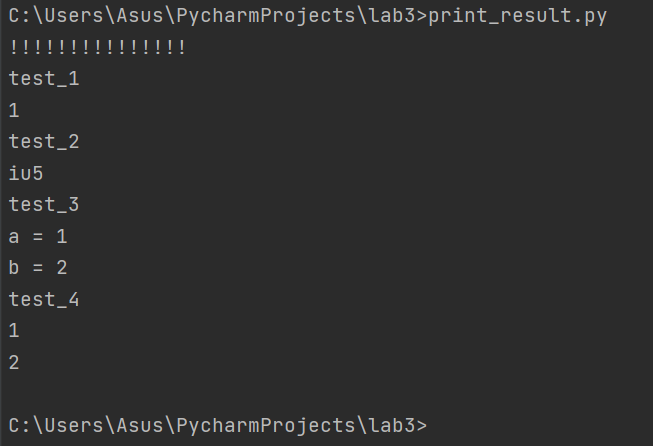 C:\Users\Asus\PycharmProjects\lab3>print_result.py
!!!!!!!!!!!!!!!
test_1
1
test_2
iu5
test_3
a = 1
b = 2
test_4
1
2
C:\Users\Asus\PycharmProjects\lab3>